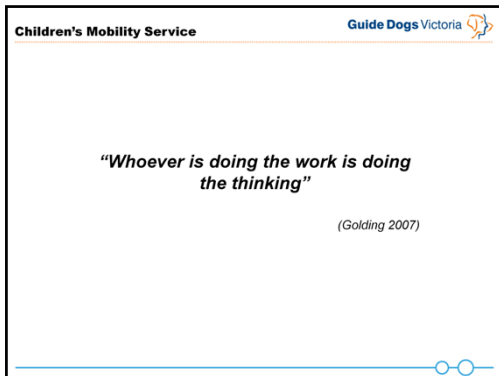 Children's Mobility Service
Guide Dogs Victoria
“Whoever is doing the work is doing
the thinking”
(Golding 2007)